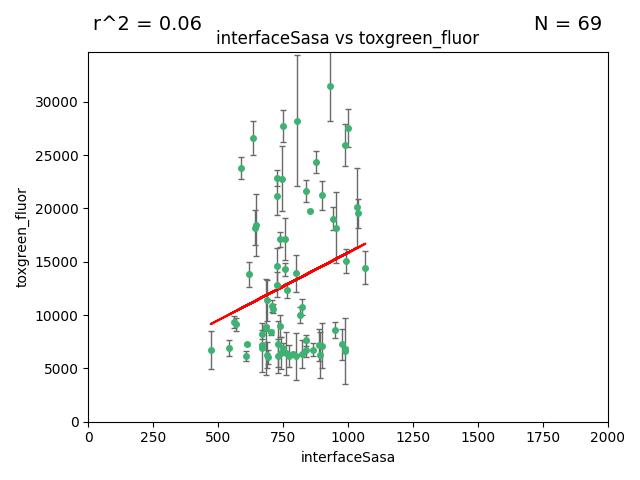 r^2 = 0.06
N = 69
interfaceSasa vs toxgreen_fluor
toxgreen_fluor
30000
25000
20000
15000
10000
5000
0
0 250 500 750 1000 1250 1500 1750 2000
interfaceSasa